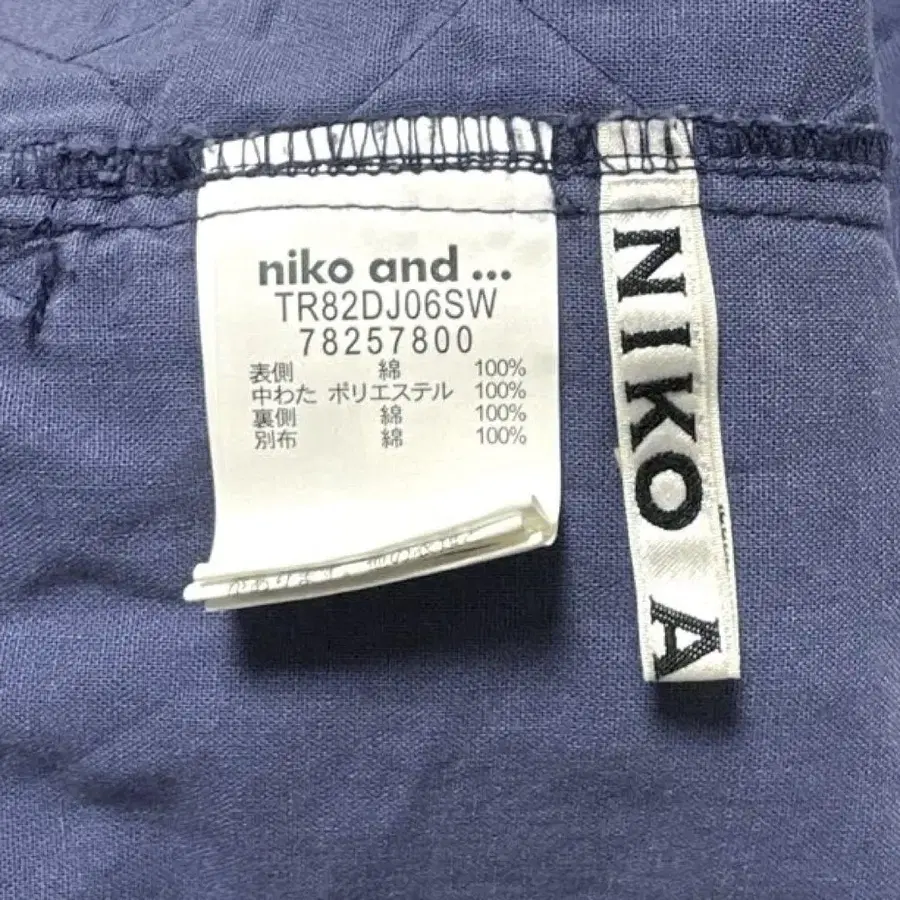 niko and ...
TR82DJ06SW
78257800
表側 綿 100%
中わた ポリエステル 100%
裏側 綿 100%
別布 綿 100%
NIKO A